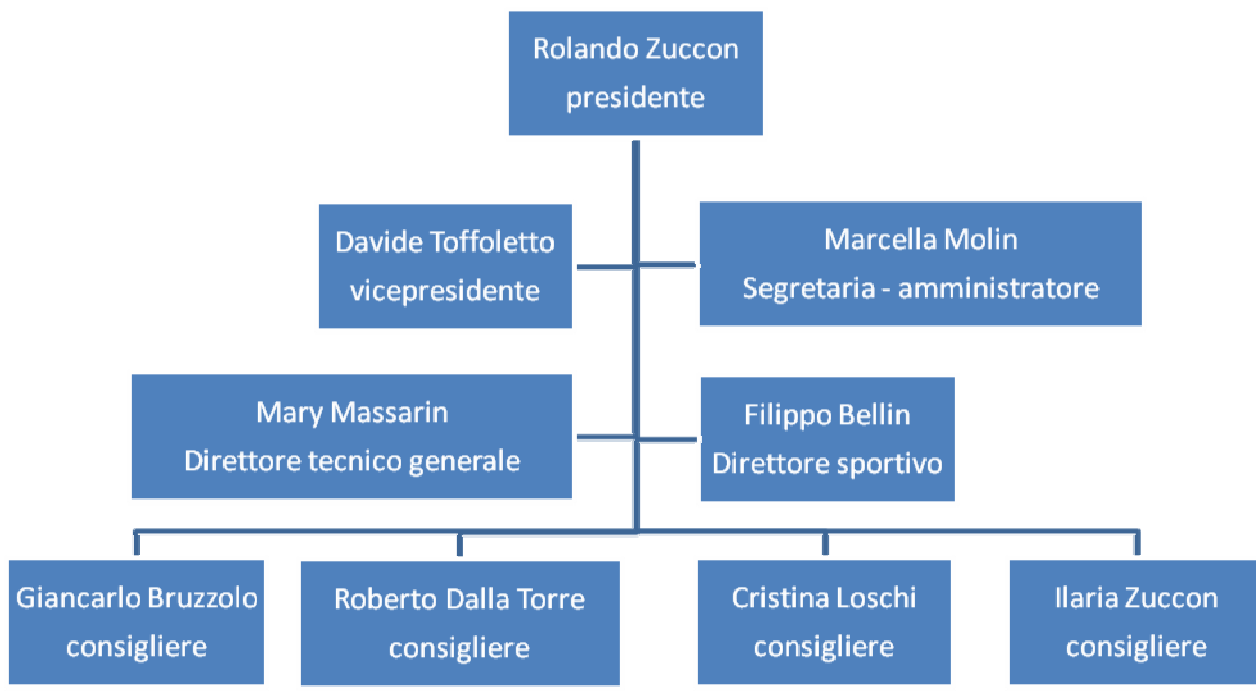 Rolando Zuccon
presidente
Davide Toffoletto
vicepresidente
Marcella Molin
Segretaria - amministratore
Mary Massarin
Direttore tecnico generale
Filippo Bellin
Direttore sportivo
Giancarlo Bruzzolo
consigliere
Roberto Dalla Torre
consigliere
Cristina Loschi
consigliere
Ilaria Zuccon
consigliere